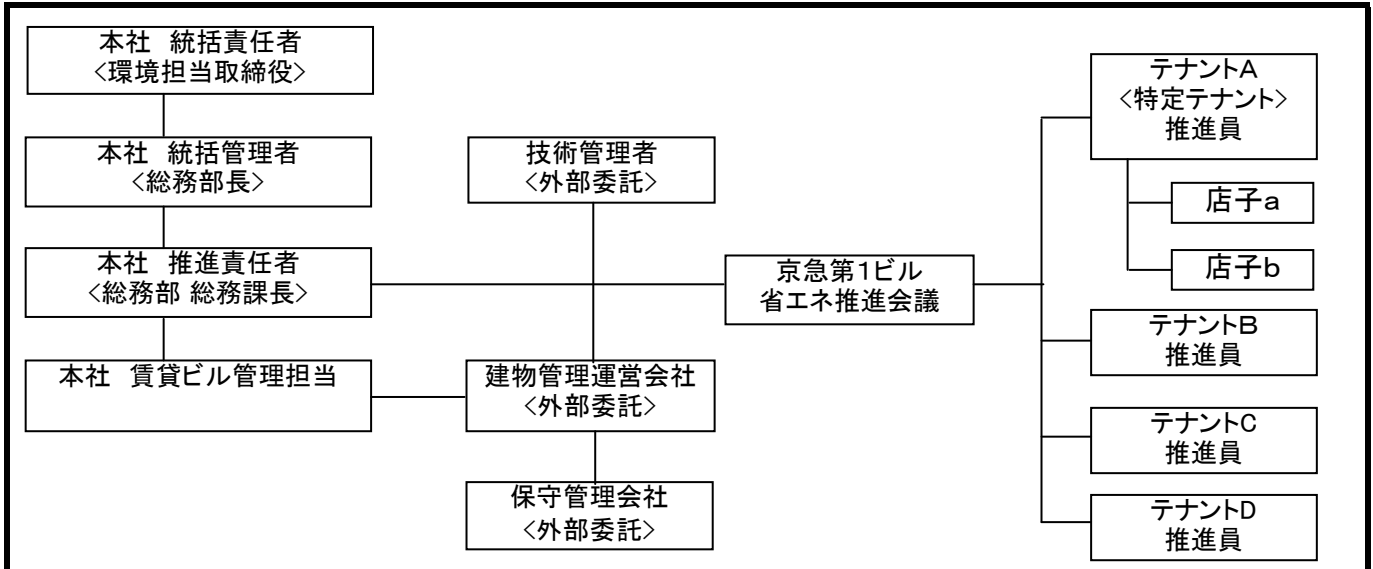 本社 統括責任者
<環境担当取締役>
本社 統括管理者
<総務部長>
本社 推進責任者
<総務部 総務課長>
本社 賃貸ビル管理担当
技術管理者
<外部委託>
建物管理運営会社
<外部委託>
保守管理会社
<外部委託>
京急第1ビル
省エネ推進会議
テナントA
<特定テナント>
推進員
店子a
店子b
テナントB
推進員
テナントC
推進員
テナントD
推進員